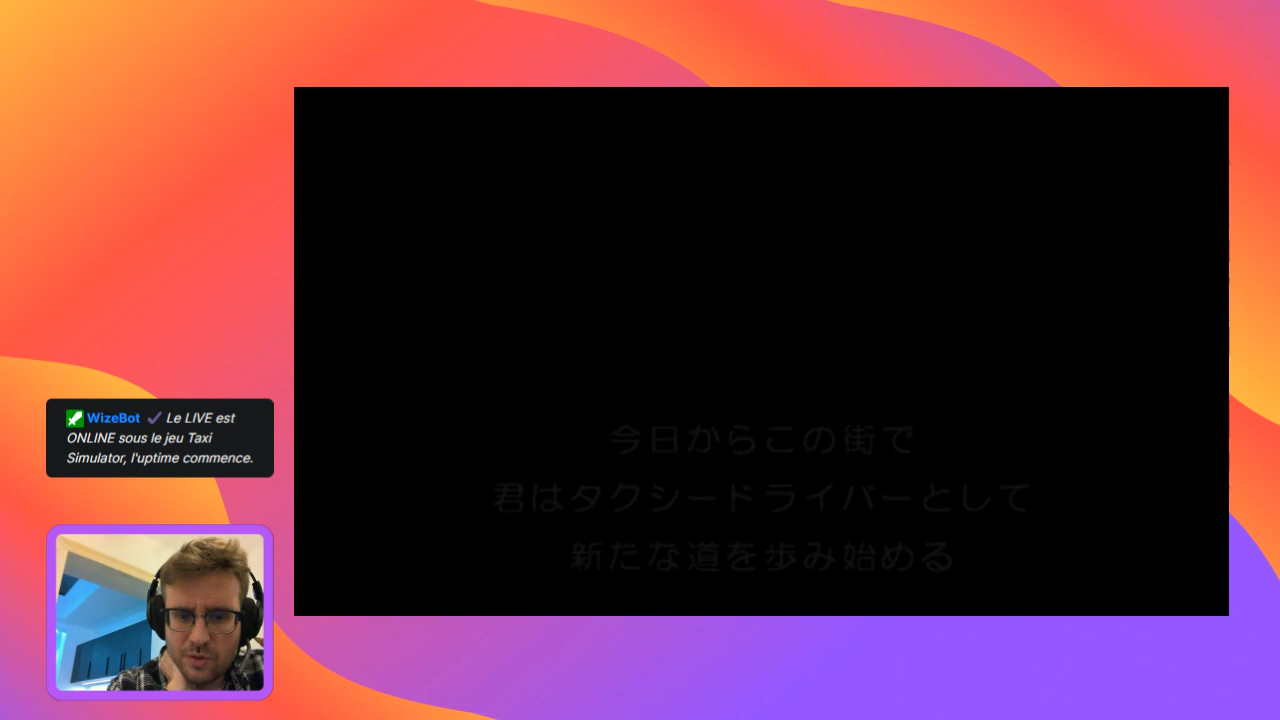 WizeBot Le LIVE est
ONLINE sous le jeu Taxi
Simulator, l'uptime commence.
今日からこの街で
君はタクシードライバーとして
新たな道を歩み始める